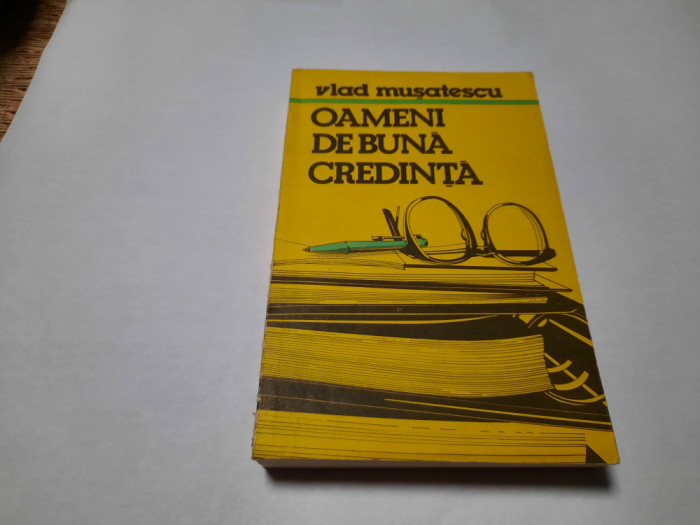 vlad mușatescu
OAMENI
DE BUNĂ
CREDINȚĂ